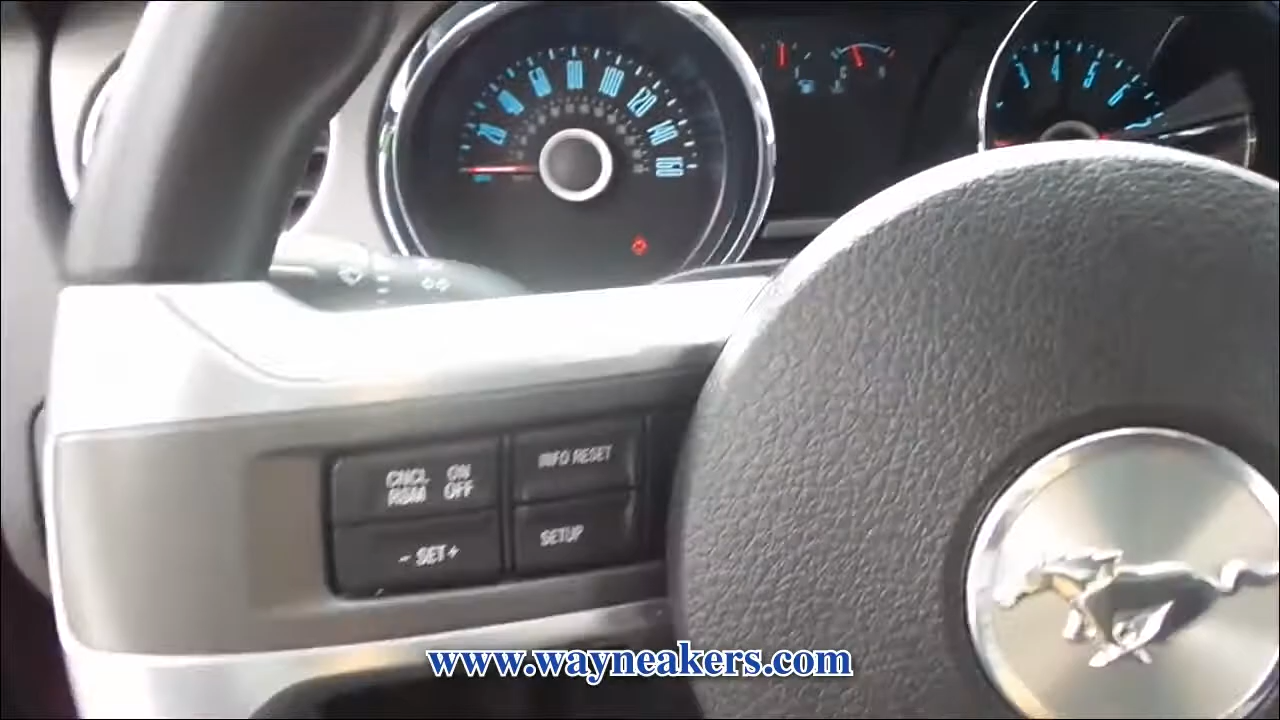 20 40 60 80 100 120 140 160
3 4 5 6 7
INFO RESET
CNCL ON
RSM OFF
SETUP
- SET +
www.wayneakers.com